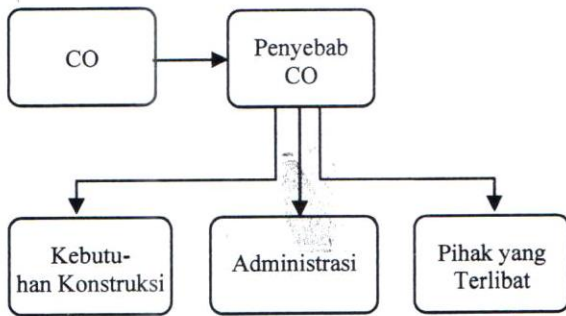 CO
Penyebab
CO
Kebutu-
han Konstruksi
Administrasi
Pihak yang
Terlibat